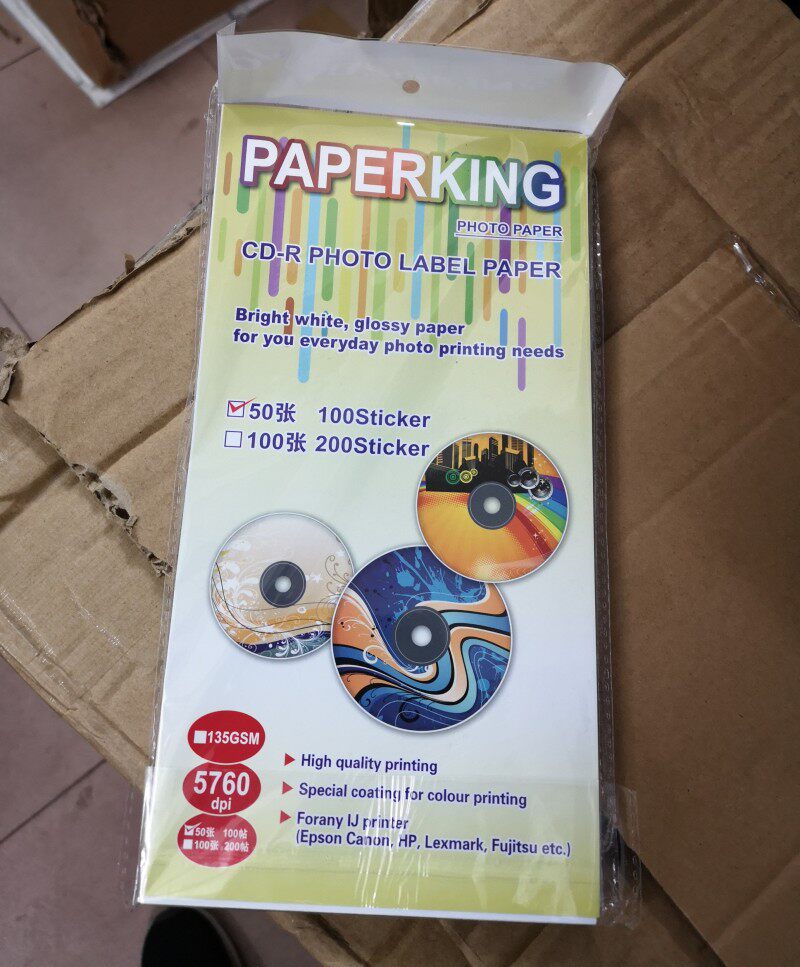 PAPERKING
PHOTO PAPER
CD-R PHOTO LABEL PAPER
Bright white, glossy paper
for you everyday photo printing needs
50张 100Sticker
100张 200Sticker
135GSM
5760
dpi
50张 100帖
100张 200帖
High quality printing
Special coating for colour printing
Forany IJ printer
(Epson Canon, HP, Lexmark, Fujitsu etc.)